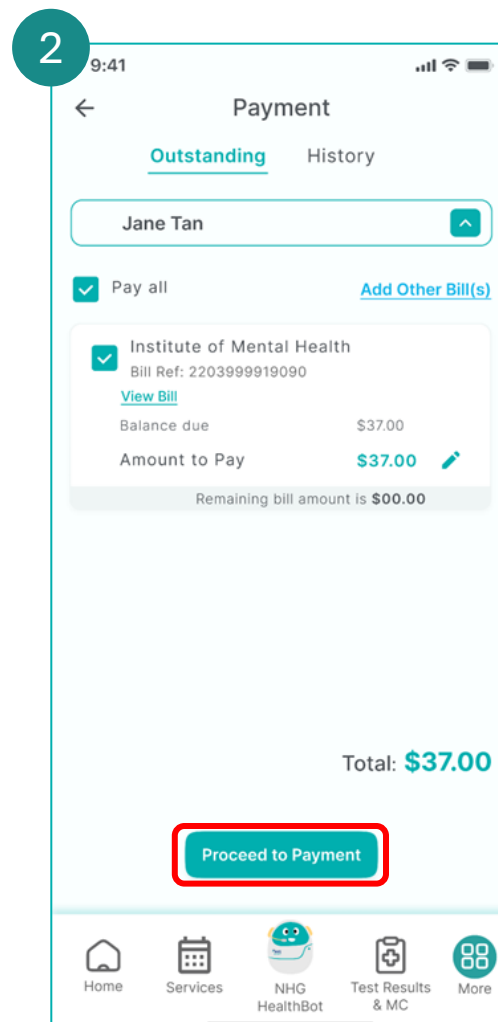 2
9:41
Payment
Outstanding History
Jane Tan
Pay all Add Other Bill(s)
Institute of Mental Health
Bill Ref: 2203999919090
View Bill
Balance due $37.00
Amount to Pay $37.00
Remaining bill amount is $00.00
Total: $37.00
Proceed to Payment
Home Services NHG HealthBot Test Results & MC More